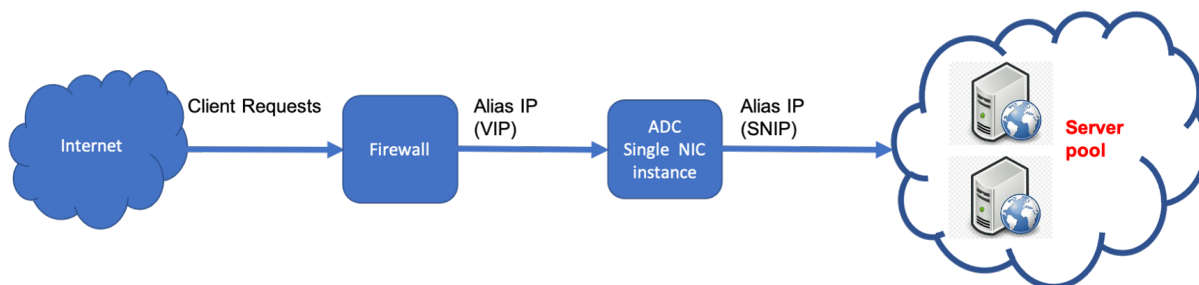 Internet
Client Requests
Firewall
Alias IP
(VIP)
ADC
Single NIC
instance
Alias IP
(SNIP)
Server
pool